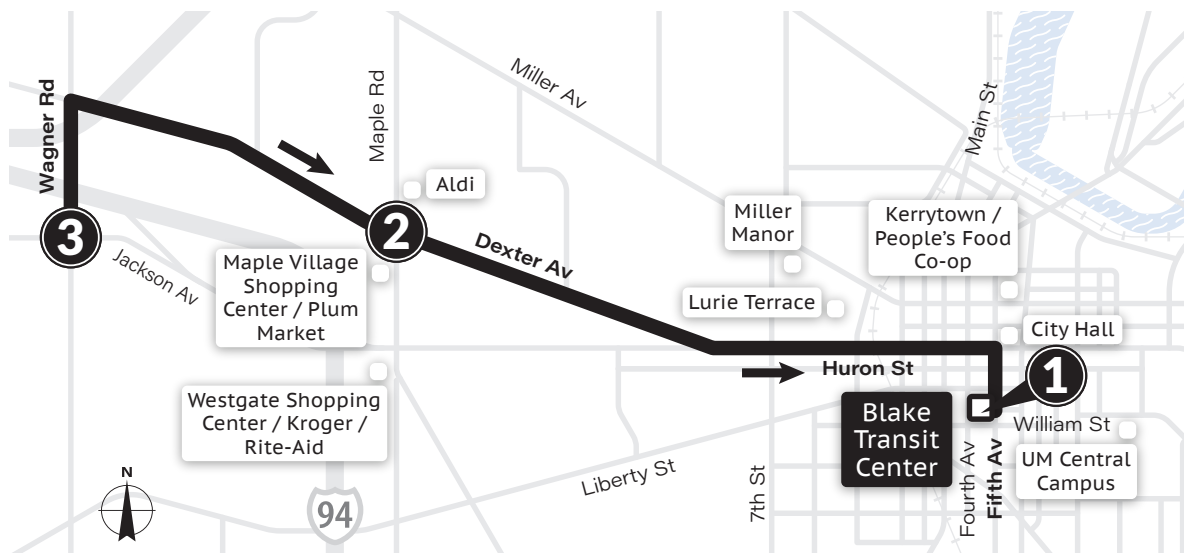 Wagner Rd
Maple Rd
Miller Av
Main St
Aldi
2
3
Jackson Av
Maple Village
Shopping
Center / Plum
Market
Dexter Av
Miller
Manor
Kerrytown /
People’s Food
Co-op
Lurie Terrace
City Hall
Huron St
1
Westgate Shopping
Center / Kroger /
Rite-Aid
Blake
Transit
Center
William St
UM Central
Campus
Liberty St
7th St
Fourth Av
Fifth Av
N
94